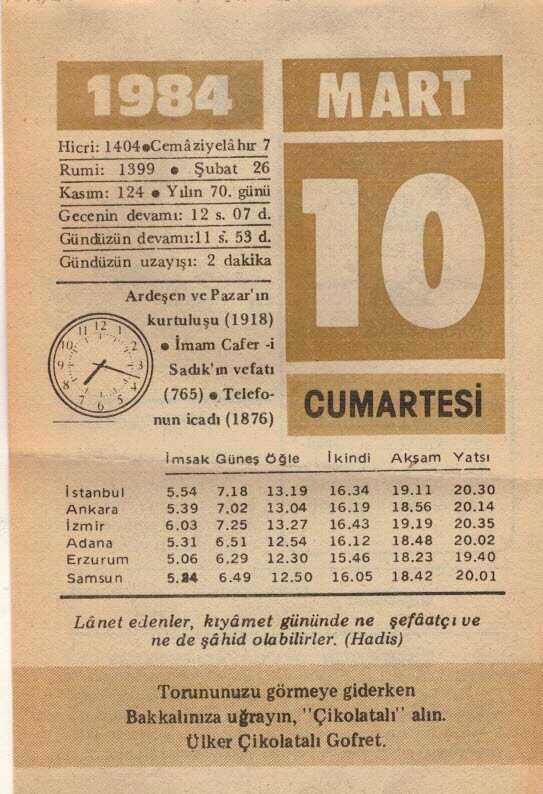 1984
MART
Hicri: 1404●Cemâziyelâhır 7
Rumi: 1399 ● Şubat 26
Kasım: 124 ● Yılın 70. günü
Gecenin devamı: 12 s. 07 d.
Gündüzün devamı:11 s. 53 d.
Gündüzün uzayışı: 2 dakika
10
CUMARTESİ
Ardeşen ve Pazar'ın
kurtuluşu (1918)
● İmam Cafer -i
Sadık'ın vefatı
(765) ● Telefo-
nun icadı (1876)
İmsak Güneş Öğle İkindi Akşam Yatsı
İstanbul 5.54 7.18 13.19 16.34 19.11 20.30
Ankara 5.39 7.02 13.04 16.19 18.56 20.14
İzmir 6.03 7.25 13.27 16.43 19.19 20.35
Adana 5.31 6.51 12.54 16.12 18.48 20.02
Erzurum 5.06 6.29 12.30 15.46 18.23 19.40
Samsun 5.24 6.49 12.50 16.05 18.42 20.01
Lânet edenler, kıyâmet gününde ne şefâatçı ve
ne de şâhid olabilirler. (Hadis)
Torununuzu görmeye giderken
Bakkalınıza uğrayın, "Çikolatalı" alın.
Ülker Çikolatalı Gofret.